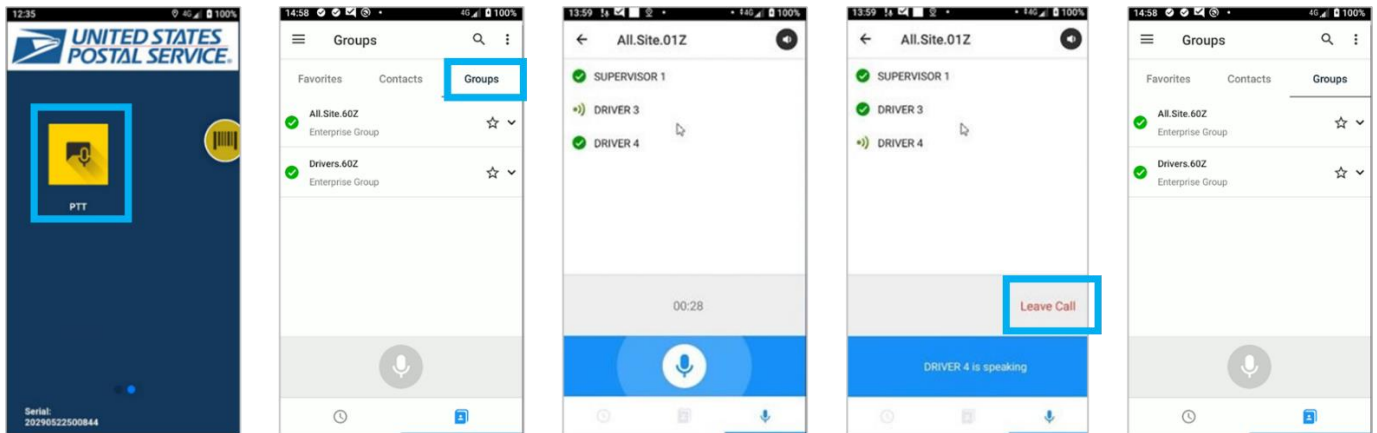 12:35 4G 100%
UNITED STATES
POSTAL SERVICE®
PTT
Serial:
20290522500844
14:58 4G 100%
Groups
Favorites Contacts Groups
All.Site.60Z
Enterprise Group
Drivers.60Z
Enterprise Group
13:59 4G 100%
All.Site.01Z
SUPERVISOR 1
DRIVER 3
DRIVER 4
00:28
13:59 4G 100%
All.Site.01Z
SUPERVISOR 1
DRIVER 3
DRIVER 4
Leave Call
DRIVER 4 is speaking
14:58 4G 100%
Groups
Favorites Contacts Groups
All.Site.60Z
Enterprise Group
Drivers.60Z
Enterprise Group